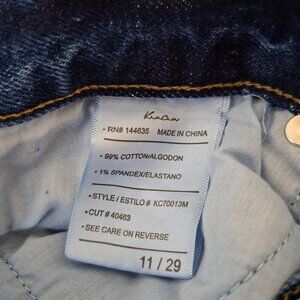 KanCan
• RN# 144635 MADE IN CHINA
• 99% COTTON/ALGODON
• 1% SPANDEX/ELASTANO
• STYLE / ESTILO # KC70013M
• CUT # 40463
• SEE CARE ON REVERSE
11 / 29